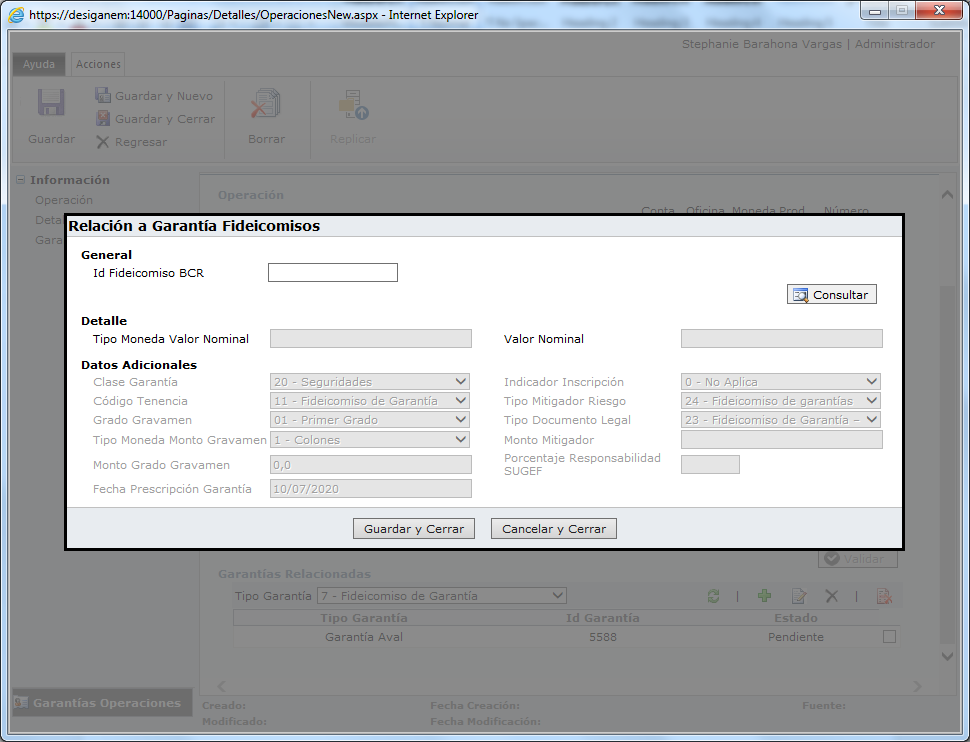 https://desiganem:14000/Paginas/Detalles/OperacionesNew.aspx - Internet Explorer
Stephanie Barahona Vargas | Administrador
Ayuda Acciones
Guardar
Guardar y Nuevo
Guardar y Cerrar
Regresar
Borrar
Replicar
Información
Operación
Deta
Gara
Operación
Conta Oficina Moneda Prod Número
Relación a Garantía Fideicomisos
General
Id Fideicomiso BCR
Consultar
Detalle
Tipo Moneda Valor Nominal Valor Nominal
Datos Adicionales
Clase Garantía 20 - Seguridades Indicador Inscripción 0 - No Aplica
Código Tenencia 11 - Fideicomiso de Garantía Tipo Mitigador Riesgo 24 - Fideicomiso de garantías
Grado Gravamen 01 - Primer Grado Tipo Documento Legal 23 - Fideicomiso de Garantía –
Tipo Moneda Monto Gravamen 1 - Colones Monto Mitigador
Monto Grado Gravamen 0,0 Porcentaje Responsabilidad
SUGEF
Fecha Prescripción Garantía 10/07/2020
Guardar y Cerrar Cancelar y Cerrar
Validar
Garantías Relacionadas
Tipo Garantía 7 - Fideicomiso de Garantía
Tipo Garantía Id Garantía Estado
Garantía Aval 5588 Pendiente
Garantías Operaciones
Creado: Fecha Creación: Fuente:
Modificado: Fecha Modificación: